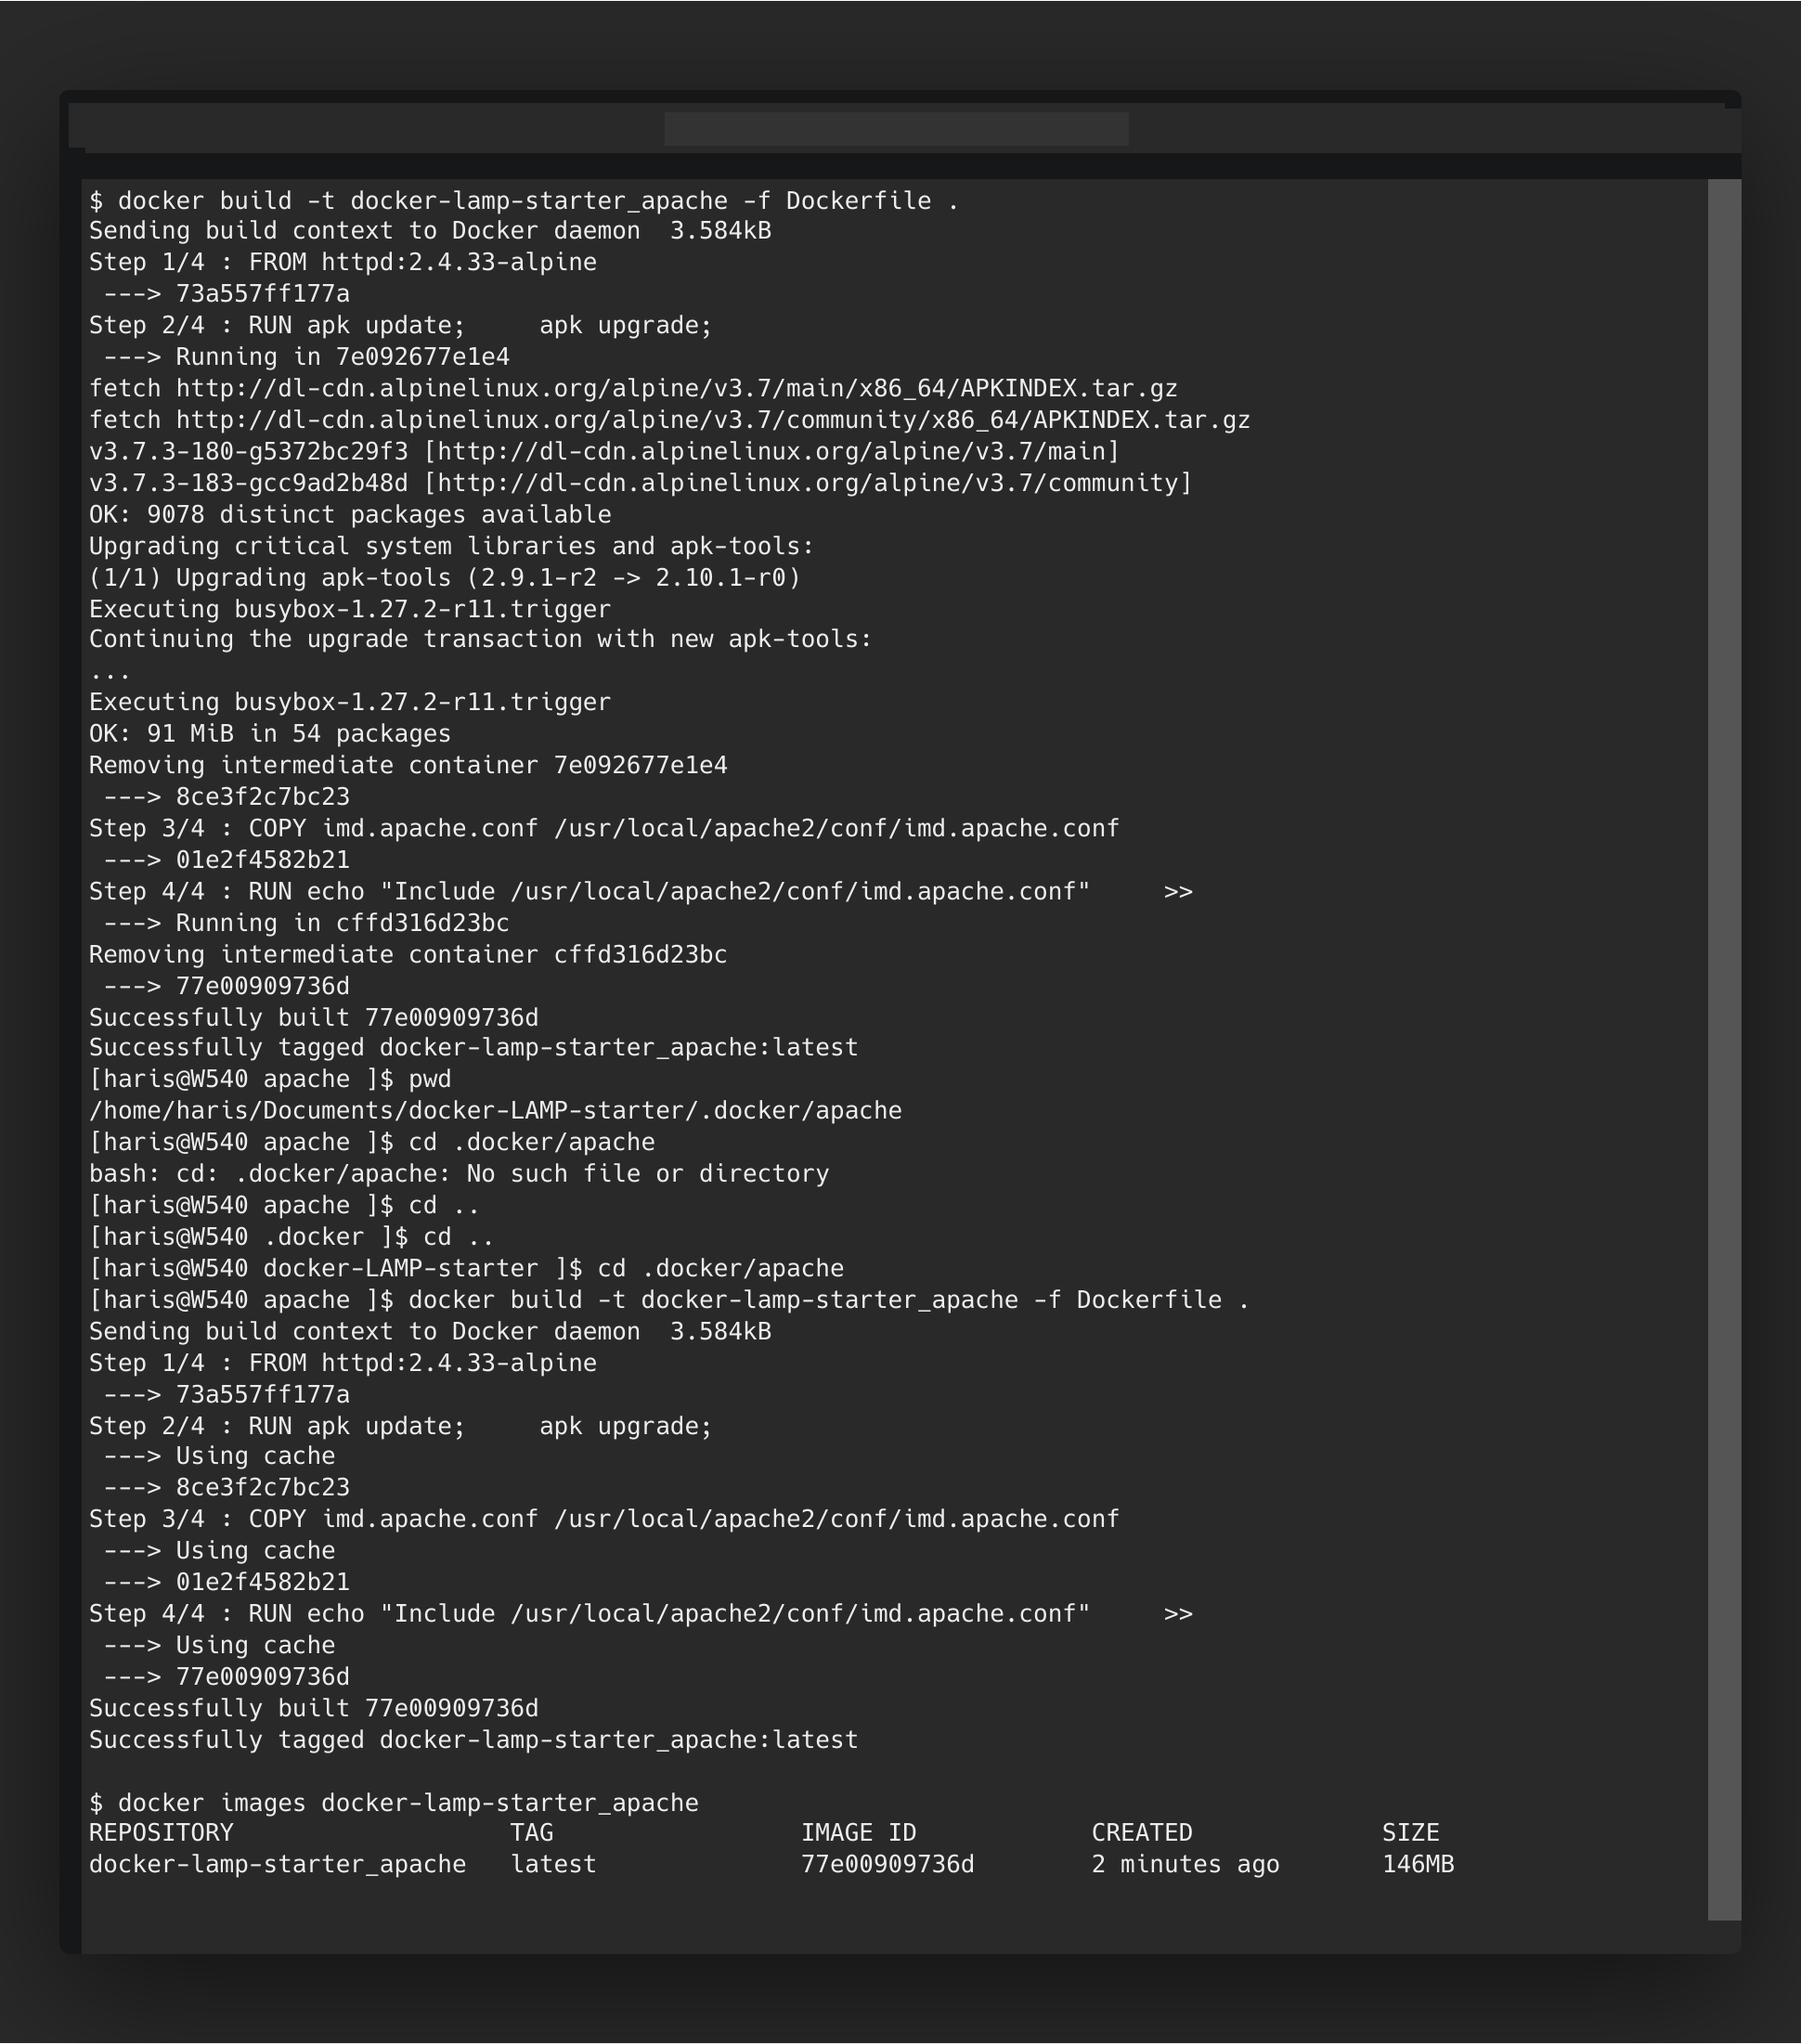 $ docker build -t docker-lamp-starter_apache -f Dockerfile .
Sending build context to Docker daemon  3.584kB
Step 1/4 : FROM httpd:2.4.33-alpine
 ---> 73a557ff177a
Step 2/4 : RUN apk update;     apk upgrade;
 ---> Running in 7e092677e1e4
fetch http://dl-cdn.alpinelinux.org/alpine/v3.7/main/x86_64/APKINDEX.tar.gz
fetch http://dl-cdn.alpinelinux.org/alpine/v3.7/community/x86_64/APKINDEX.tar.gz
v3.7.3-180-g5372bc29f3 [http://dl-cdn.alpinelinux.org/alpine/v3.7/main]
v3.7.3-183-gcc9ad2b48d [http://dl-cdn.alpinelinux.org/alpine/v3.7/community]
OK: 9078 distinct packages available
Upgrading critical system libraries and apk-tools:
(1/1) Upgrading apk-tools (2.9.1-r2 -> 2.10.1-r0)
Executing busybox-1.27.2-r11.trigger
Continuing the upgrade transaction with new apk-tools:
...
Executing busybox-1.27.2-r11.trigger
OK: 91 MiB in 54 packages
Removing intermediate container 7e092677e1e4
 ---> 8ce3f2c7bc23
Step 3/4 : COPY imd.apache.conf /usr/local/apache2/conf/imd.apache.conf
 ---> 01e2f4582b21
Step 4/4 : RUN echo "Include /usr/local/apache2/conf/imd.apache.conf"     >>
 ---> Running in cffd316d23bc
Removing intermediate container cffd316d23bc
 ---> 77e00909736d
Successfully built 77e00909736d
Successfully tagged docker-lamp-starter_apache:latest
[haris@W540 apache ]$ pwd
/home/haris/Documents/docker-LAMP-starter/.docker/apache
[haris@W540 apache ]$ cd .docker/apache
bash: cd: .docker/apache: No such file or directory
[haris@W540 apache ]$ cd ..
[haris@W540 .docker ]$ cd ..
[haris@W540 docker-LAMP-starter ]$ cd .docker/apache
[haris@W540 apache ]$ docker build -t docker-lamp-starter_apache -f Dockerfile .
Sending build context to Docker daemon  3.584kB
Step 1/4 : FROM httpd:2.4.33-alpine
 ---> 73a557ff177a
Step 2/4 : RUN apk update;     apk upgrade;
 ---> Using cache
 ---> 8ce3f2c7bc23
Step 3/4 : COPY imd.apache.conf /usr/local/apache2/conf/imd.apache.conf
 ---> Using cache
 ---> 01e2f4582b21
Step 4/4 : RUN echo "Include /usr/local/apache2/conf/imd.apache.conf"     >>
 ---> Using cache
 ---> 77e00909736d
Successfully built 77e00909736d
Successfully tagged docker-lamp-starter_apache:latest

$ docker images docker-lamp-starter_apache
REPOSITORY                   TAG                 IMAGE ID            CREATED             SIZE
docker-lamp-starter_apache   latest              77e00909736d        2 minutes ago       146MB